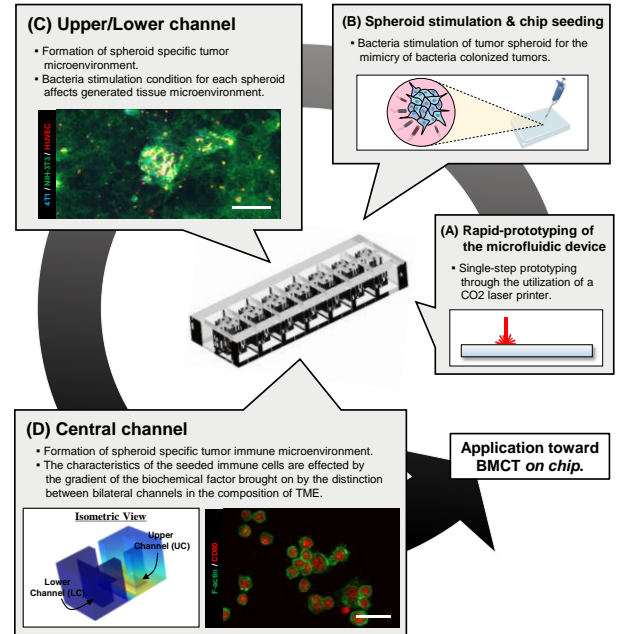 (C) Upper/Lower channel
▪ Formation of spheroid specific tumor
microenvironment.
▪ Bacteria stimulation condition for each spheroid
affects generated tissue microenvironment.
4T1 / NIH-3T3 / HUVEC
(B) Spheroid stimulation & chip seeding
▪ Bacteria stimulation of tumor spheroid for the
mimicry of bacteria colonized tumors.
(A) Rapid-prototyping of
the microfluidic device
▪ Single-step prototyping
through the utilization of a
CO2 laser printer.
(D) Central channel
▪ Formation of spheroid specific tumor immune microenvironment.
▪ The characteristics of the seeded immune cells are effected by
the gradient of the biochemical factor brought on by the distinction
between bilateral channels in the composition of TME.
Isometric View
Upper
Channel (UC)
Lower
Channel (LC)
F-actin / CD80
Application toward
BMCT on chip.